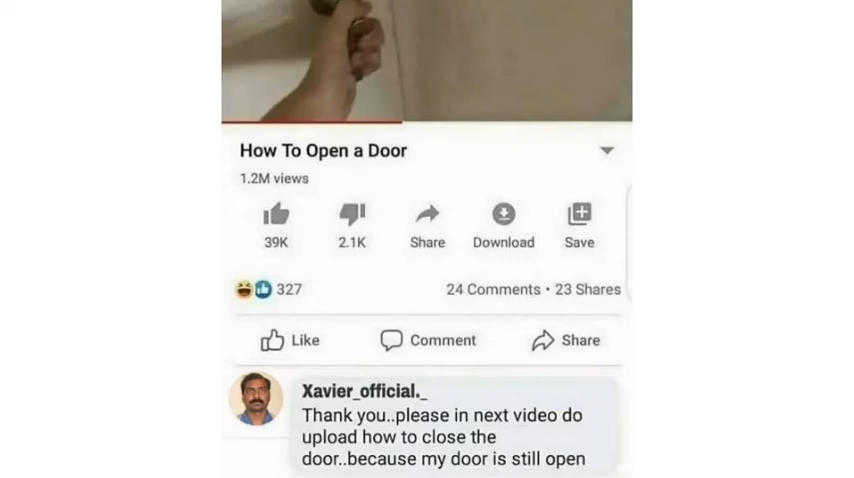 How To Open a Door
1.2M views
39K 2.1K Share Download Save
327 24 Comments • 23 Shares
Like Comment Share
Xavier_official._
Thank you..please in next video do
upload how to close the
door..because my door is still open